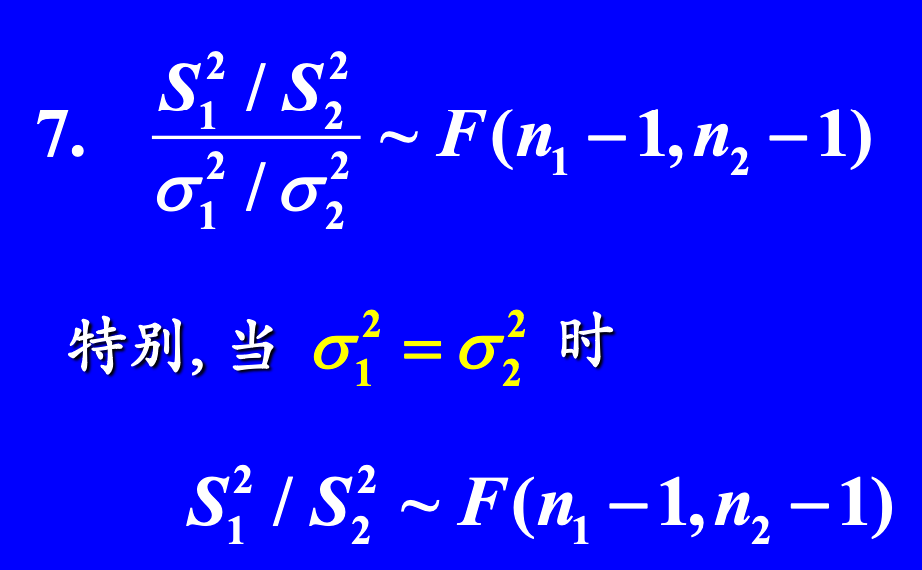 7. $\frac{S_1^2 / S_2^2}{\sigma_1^2 / \sigma_2^2} \sim F(n_1 - 1, n_2 - 1)$
特别, 当 $\sigma_1^2 = \sigma_2^2$ 时
$S_1^2 / S_2^2 \sim F(n_1 - 1, n_2 - 1)$